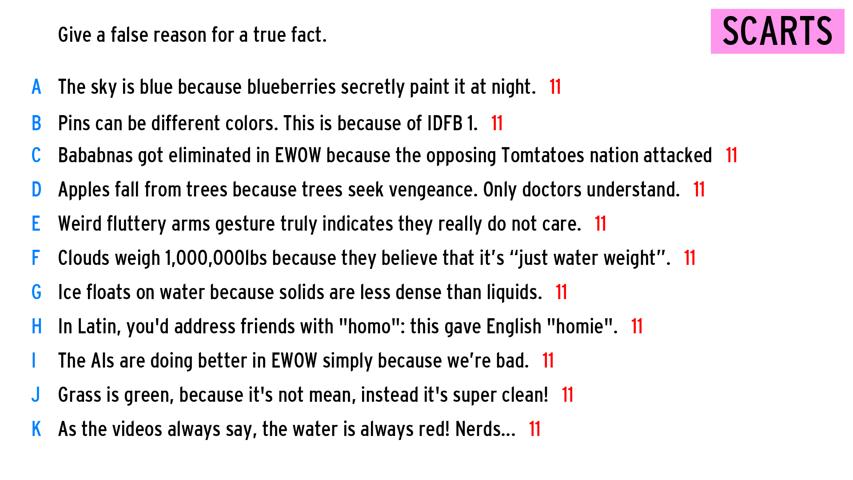 Give a false reason for a true fact.
SCARTS
A The sky is blue because blueberries secretly paint it at night. 11
B Pins can be different colors. This is because of IDFB 1. 11
C Bababnas got eliminated in EWOW because the opposing Tomtatoes nation attacked 11
D Apples fall from trees because trees seek vengeance. Only doctors understand. 11
E Weird fluttery arms gesture truly indicates they really do not care. 11
F Clouds weigh 1,000,000lbs because they believe that it’s “just water weight”. 11
G Ice floats on water because solids are less dense than liquids. 11
H In Latin, you'd address friends with "homo": this gave English "homie". 11
I The AIs are doing better in EWOW simply because we’re bad. 11
J Grass is green, because it's not mean, instead it's super clean! 11
K As the videos always say, the water is always red! Nerds... 11